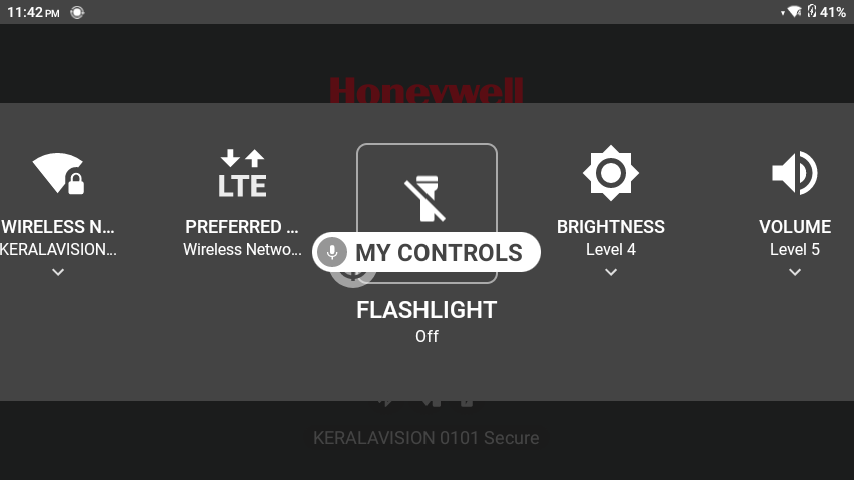 11:42 PM
41%
Honeywell
WIRELESS N...
KERALAVISION...
LTE
PREFERRED ...
Wireless Netwo...
MY CONTROLS
FLASHLIGHT
Off
BRIGHTNESS
Level 4
VOLUME
Level 5
KERALAVISION 0101 Secure